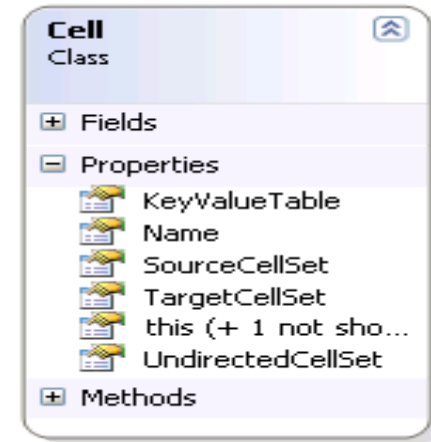 Cell
Class
Fields
Properties
KeyValueTable
Name
SourceCellSet
TargetCellSet
this (+ 1 not sho...
UndirectedCellSet
Methods